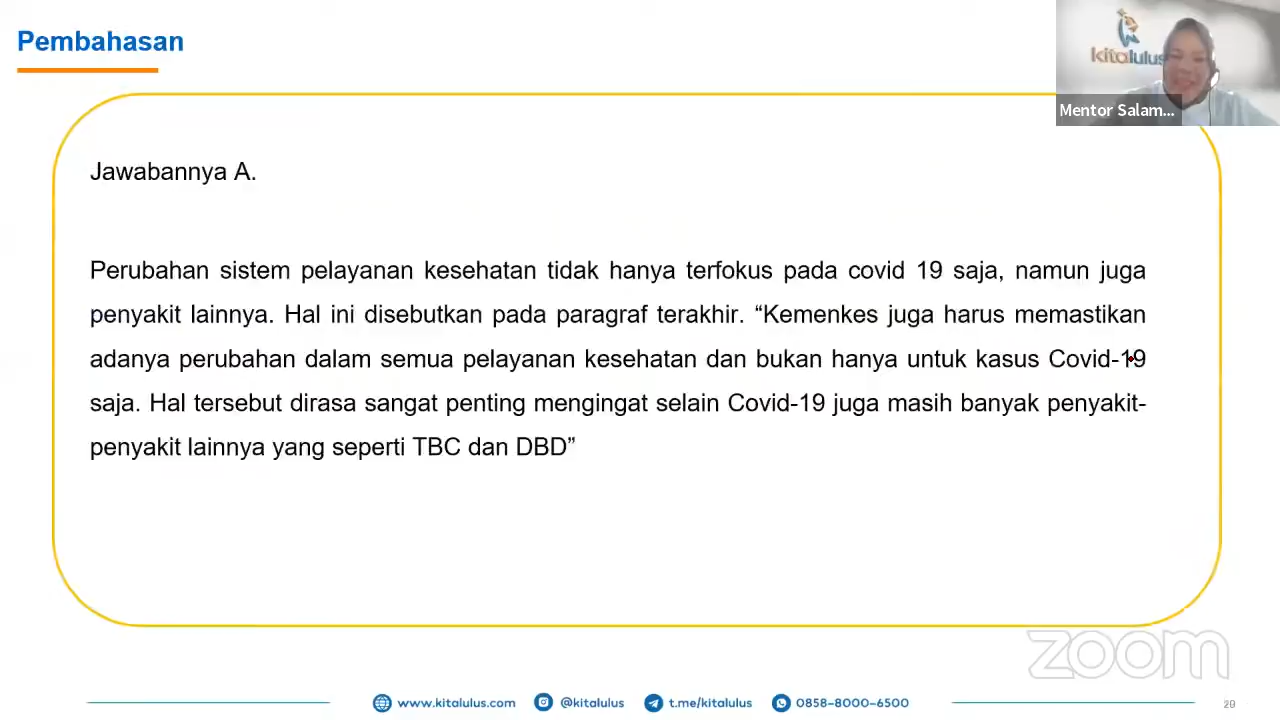 Pembahasan
kitalulus
Mentor Salam...
Jawabannya A.
Perubahan sistem pelayanan kesehatan tidak hanya terfokus pada covid 19 saja, namun juga
penyakit lainnya. Hal ini disebutkan pada paragraf terakhir. “Kemenkes juga harus memastikan
adanya perubahan dalam semua pelayanan kesehatan dan bukan hanya untuk kasus Covid-19
saja. Hal tersebut dirasa sangat penting mengingat selain Covid-19 juga masih banyak penyakit-
penyakit lainnya yang seperti TBC dan DBD”
zoom
www.kitalulus.com @kitalulus t.me/kitalulus 0858-8000-6500
20